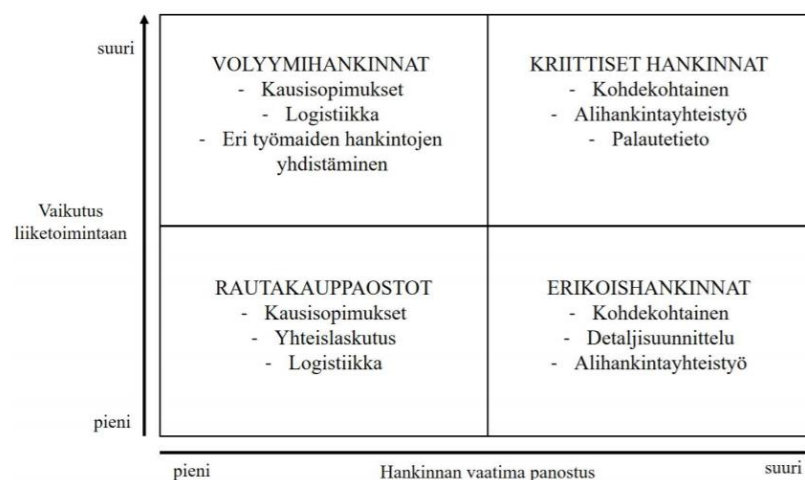 suuri
VOLYYMIHANKINNAT
- Kausisopimukset
- Logistiikka
- Eri työmaiden hankintojen
yhdistäminen
KRIITTISET HANKINNAT
- Kohdekohtainen
- Alihankintayhteistyö
- Palautetieto
Vaikutus
liiketoimintaan
RAUTAKAUPPAOSTOT
- Kausisopimukset
- Yhteislaskutus
- Logistiikka
ERIKOISHANKINNAT
- Kohdekohtainen
- Detaljisuunnittelu
- Alihankintayhteistyö
pieni
pieni
Hankinnan vaatima panostus
suuri